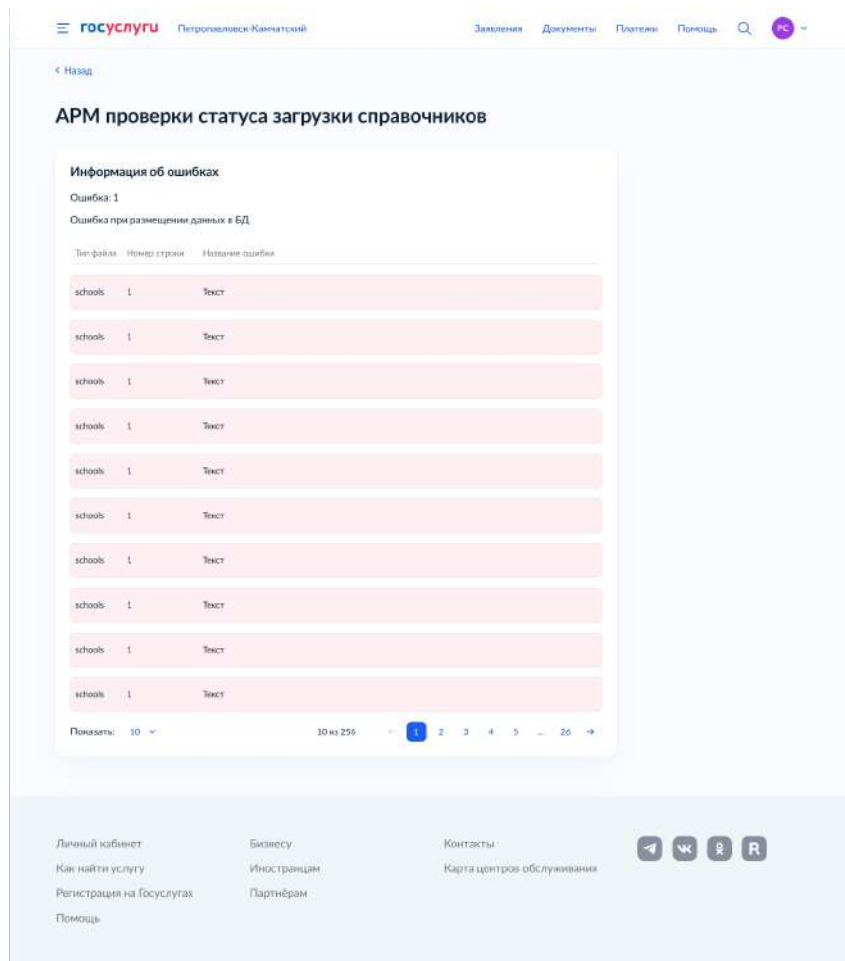 госуслуги Петропавловск-Камчатский Заявления Документы Платежи Помощь РС
Назад
АРМ проверки статуса загрузки справочников
Информация об ошибках
Ошибка: 1
Ошибка при размещении данных в БД
Тип файла Номер строки Название ошибки
schools 1 Текст
schools 1 Текст
schools 1 Текст
schools 1 Текст
schools 1 Текст
schools 1 Текст
schools 1 Текст
schools 1 Текст
schools 1 Текст
schools 1 Текст
Показать: 10 10 из 256 ← 1 2 3 4 5 ... 26 →
Личный кабинет Бизнесу Контакты
Как найти услугу Иностранцам Карта центров обслуживания
Регистрация на Госуслугах Партнёрам
Помощь